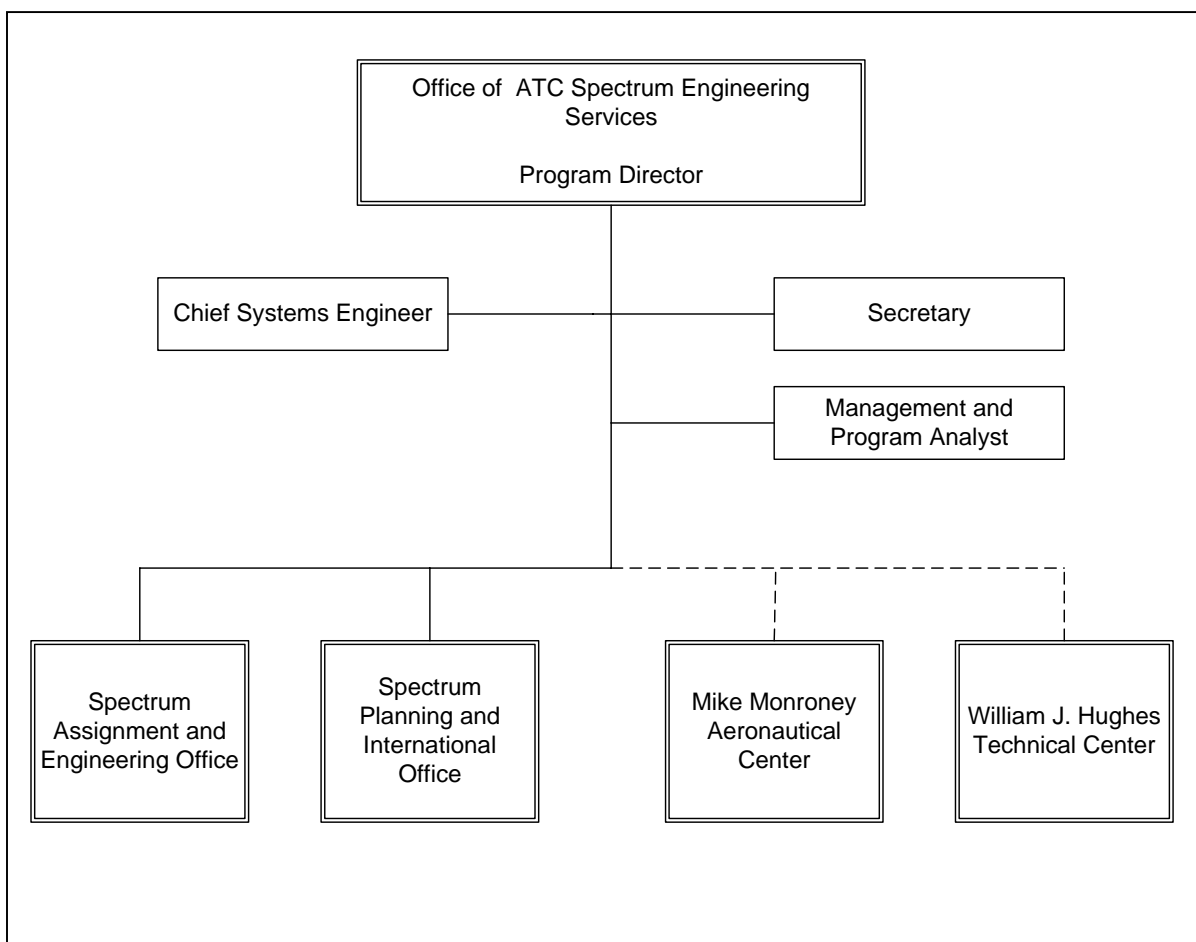 Office of ATC Spectrum Engineering
Services
Program Director
Chief Systems Engineer
Secretary
Management and
Program Analyst
Spectrum
Assignment and
Engineering Office
Spectrum
Planning and
International
Office
Mike Monroney
Aeronautical
Center
William J. Hughes
Technical Center